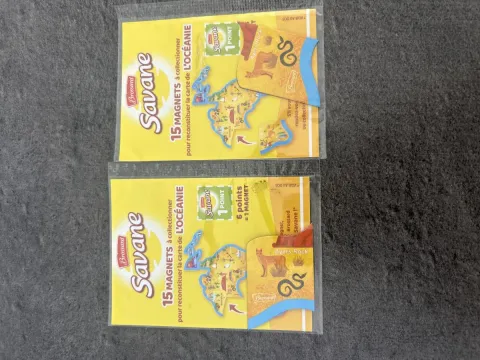 Brossard
Savane
15 MAGNETS à collectionner
pour reconstituer la carte de L'OCÉANIE
Savane
1 POINT
Brossard
Savane
15 MAGNETS à collectionner
pour reconstituer la carte de L'OCÉANIE
Savane
1 POINT
6 points
= 1 MAGNET